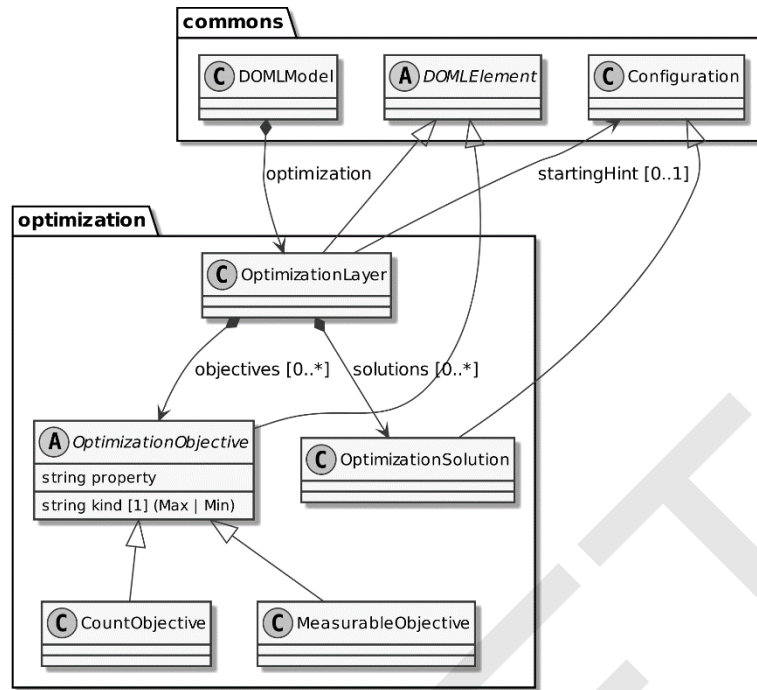 commons
C DOMLModel
A DOMLElement
C Configuration
optimization
startingHint [0..1]
optimization
C OptimizationLayer
objectives [0..*]
solutions [0..*]
A OptimizationObjective
string property
string kind [1] (Max | Min)
C OptimizationSolution
C CountObjective
C MeasurableObjective